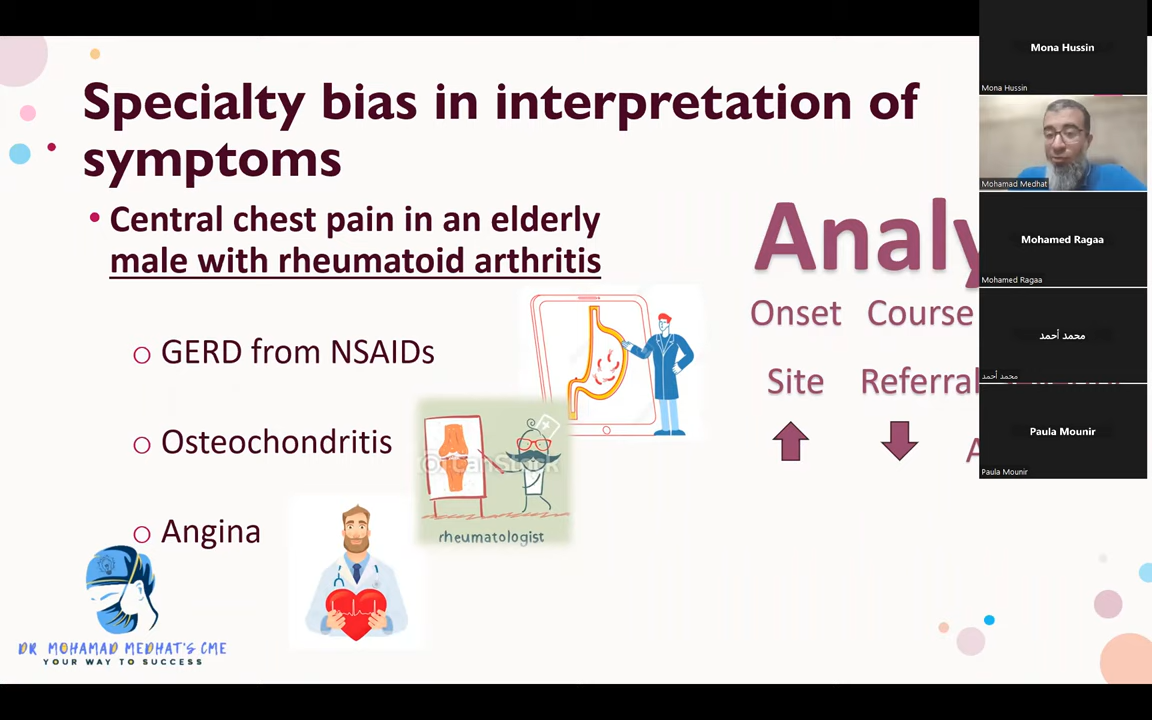 Specialty bias in interpretation of
symptoms
• Central chest pain in an elderly
male with rheumatoid arthritis
GERD from NSAIDs
Osteochondritis
Angina
CanStock
rheumatologist
Analy
Onset Course
Site Referral
A
DR MOHAMAD MEDHAT'S CME
YOUR WAY TO SUCCESS
Mona Hussin
Mona Hussin
Mohamad Medhat
Mohamed Ragaa
Mohamed Ragaa
محمد أحمد
محمد أحمد
Paula Mounir
Paula Mounir